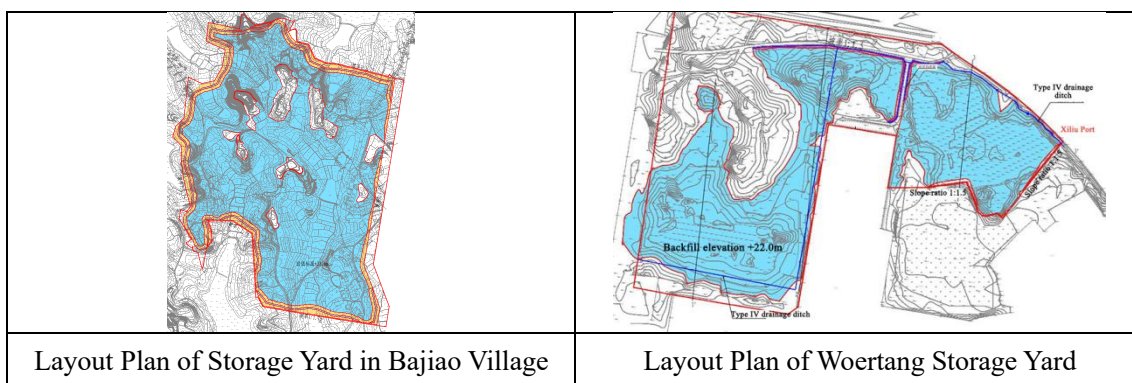 Type IV drainage
ditch
Xiliu Port
Slope ratio 1:1.5
Slope ratio 1:1.5
Backfill elevation +22.0m
Type IV drainage ditch
Layout Plan of Storage Yard in Bajiao Village
Layout Plan of Woertang Storage Yard